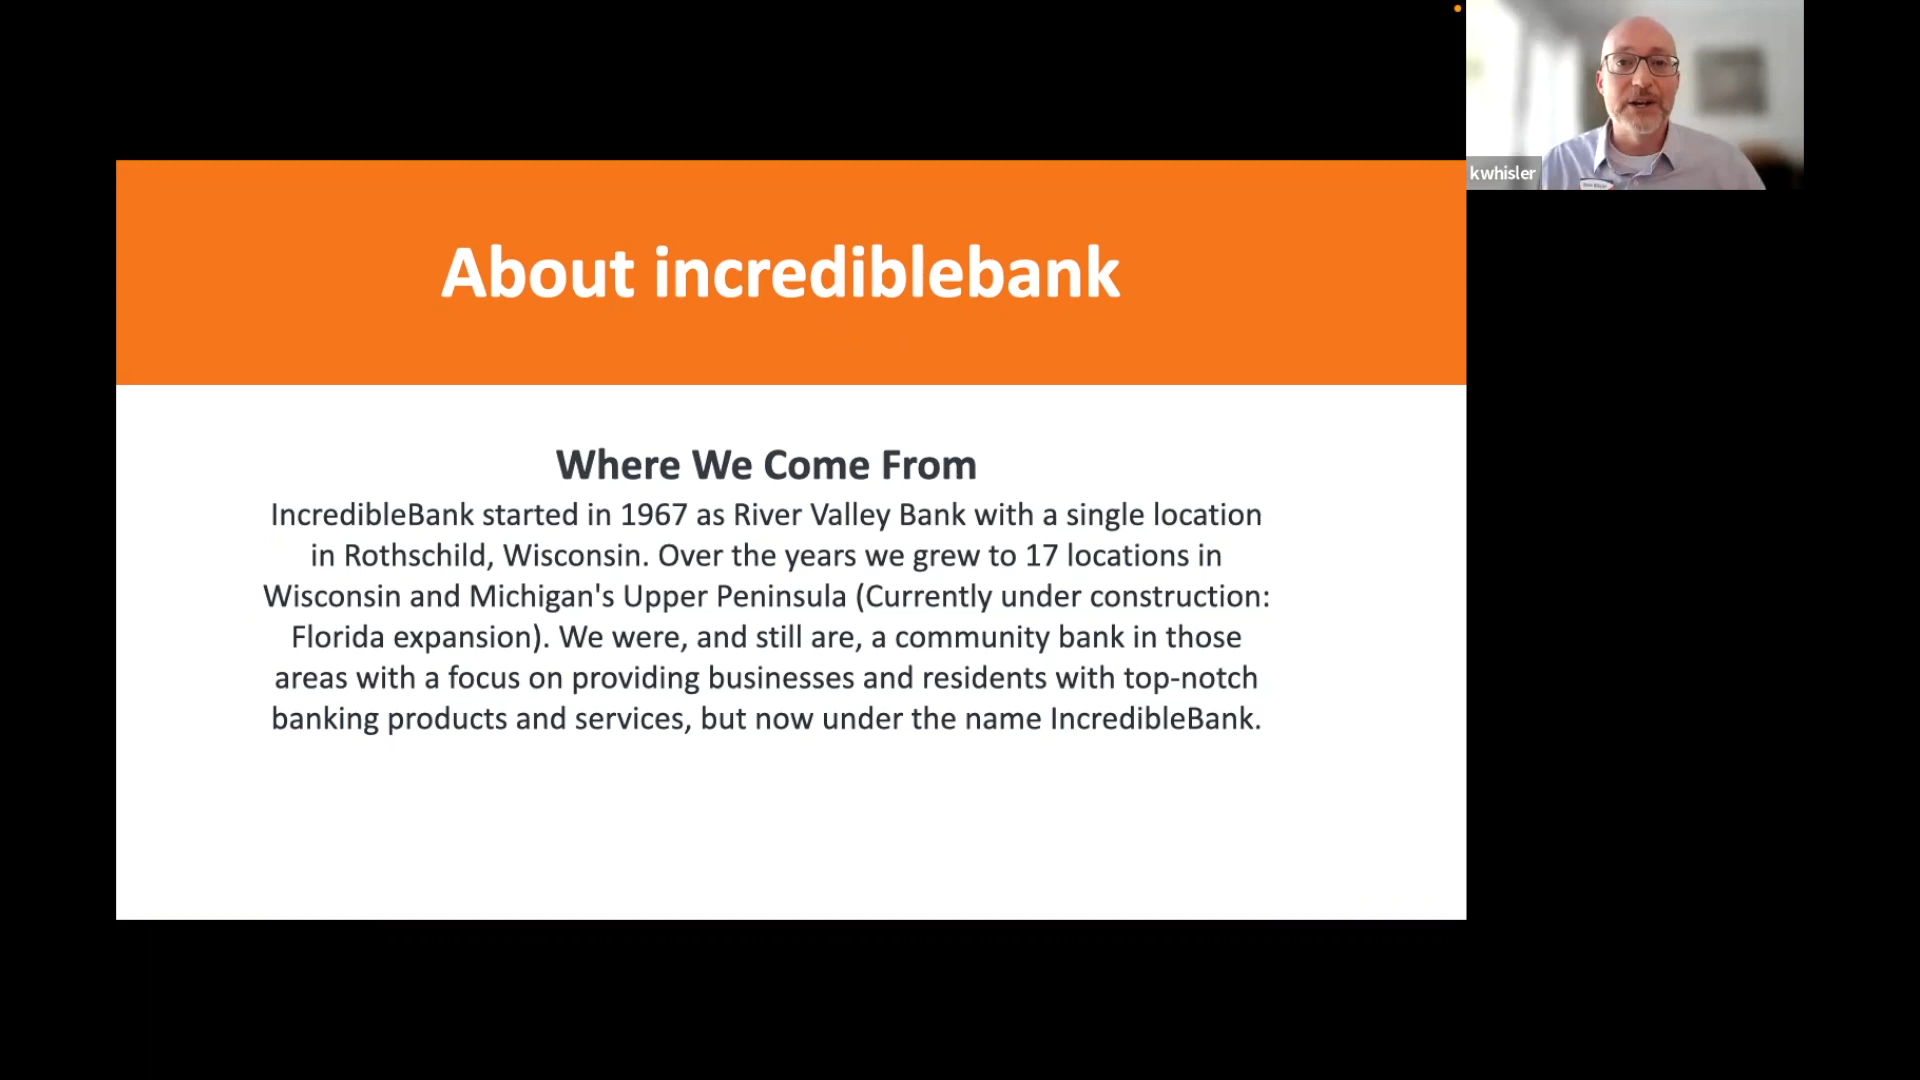 kwhisler
About incrediblebank
Where We Come From
IncredibleBank started in 1967 as River Valley Bank with a single location
in Rothschild, Wisconsin. Over the years we grew to 17 locations in
Wisconsin and Michigan's Upper Peninsula (Currently under construction:
Florida expansion). We were, and still are, a community bank in those
areas with a focus on providing businesses and residents with top-notch
banking products and services, but now under the name IncredibleBank.